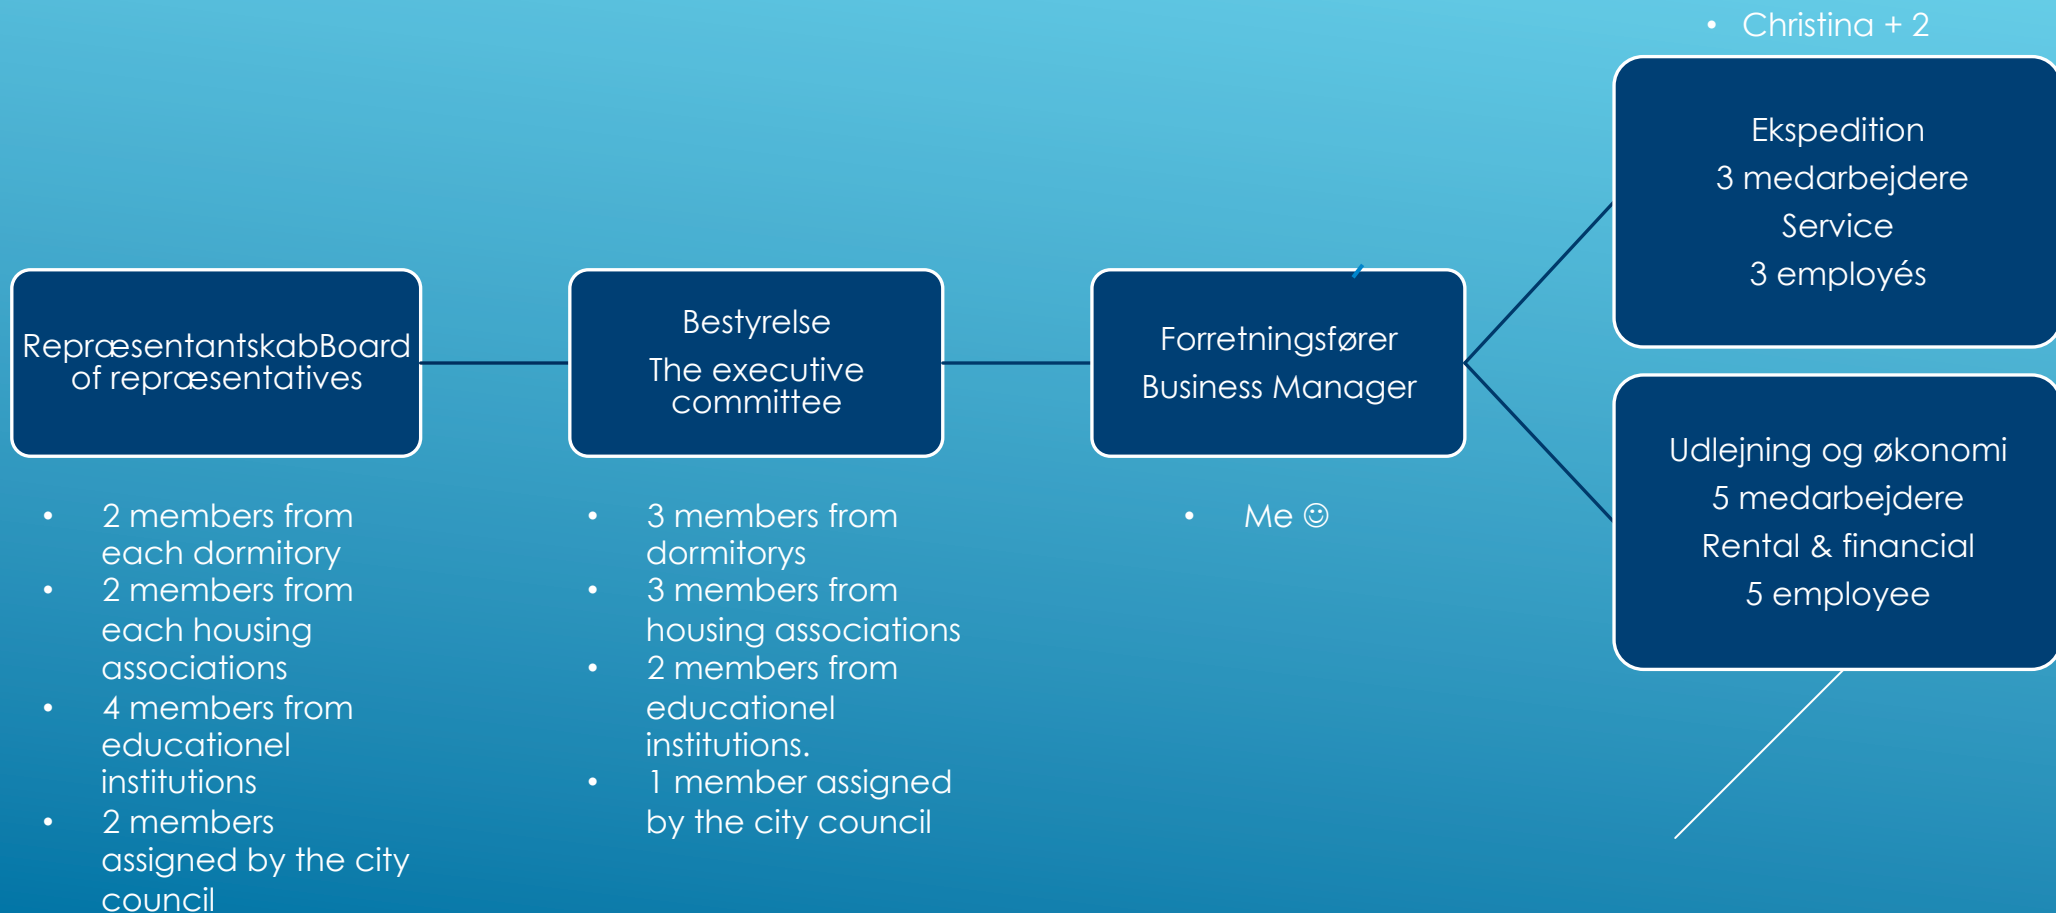 RepræsentantskabBoard
of repræsentatives
• 2 members from
each dormitory
• 2 members from
each housing
associations
• 4 members from
educationel
institutions
• 2 members
assigned by the city
council
Bestyrelse
The executive
committee
• 3 members from
dormitorys
• 3 members from
housing associations
• 2 members from
educationel
institutions.
• 1 member assigned
by the city council
Forretningsfører
Business Manager
• Me ☺
• Christina + 2
Ekspedition
3 medarbejdere
Service
3 employés
Udlejning og økonomi
5 medarbejdere
Rental & financial
5 employee